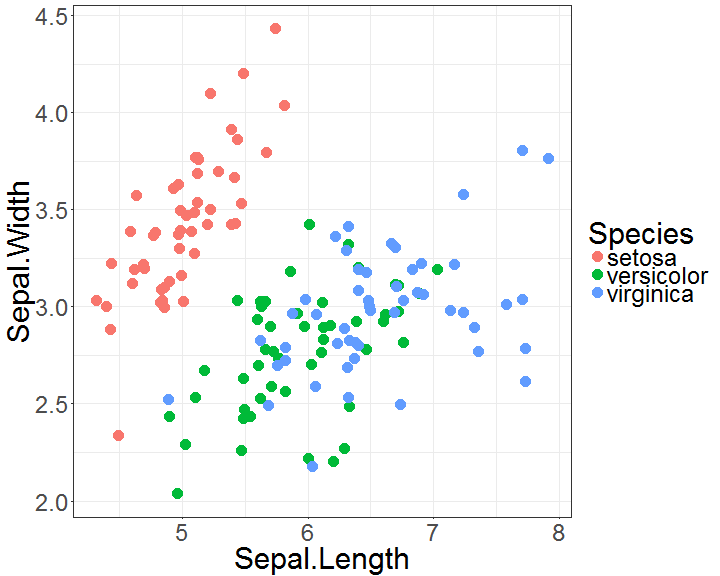 4.5
4.0
3.5
3.0
2.5
2.0
Sepal.Width
5 6 7 8
Sepal.Length
Species
setosa
versicolor
virginica